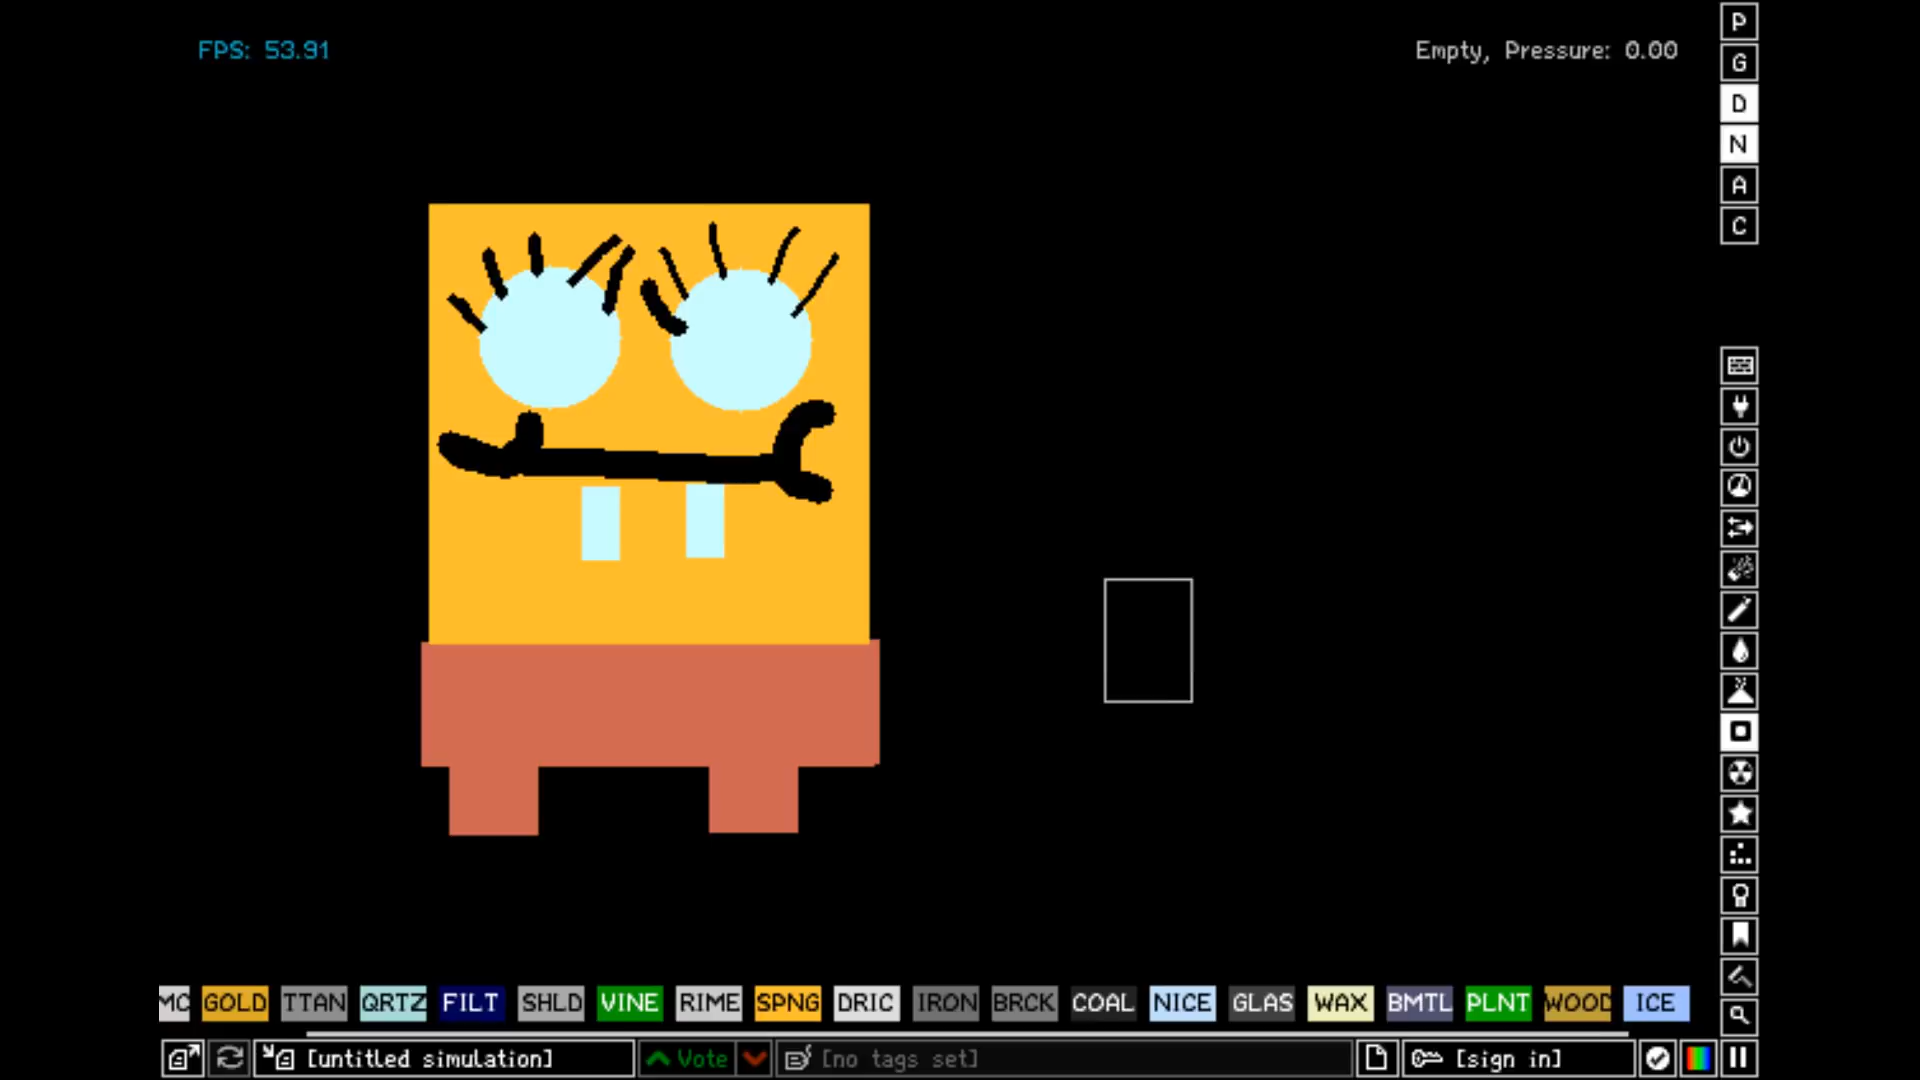 FPS: 53.91
Empty, Pressure: 0.00
P
G
D
N
A
C
MC GOLD TTAN QRTZ FILT SHLD VINE RIME SPNG DRIC IRON BRCK COAL NICE GLAS WAX BMTL PLNT WOOD ICE
[untitled simulation] Vote [no tags set] [sign in]